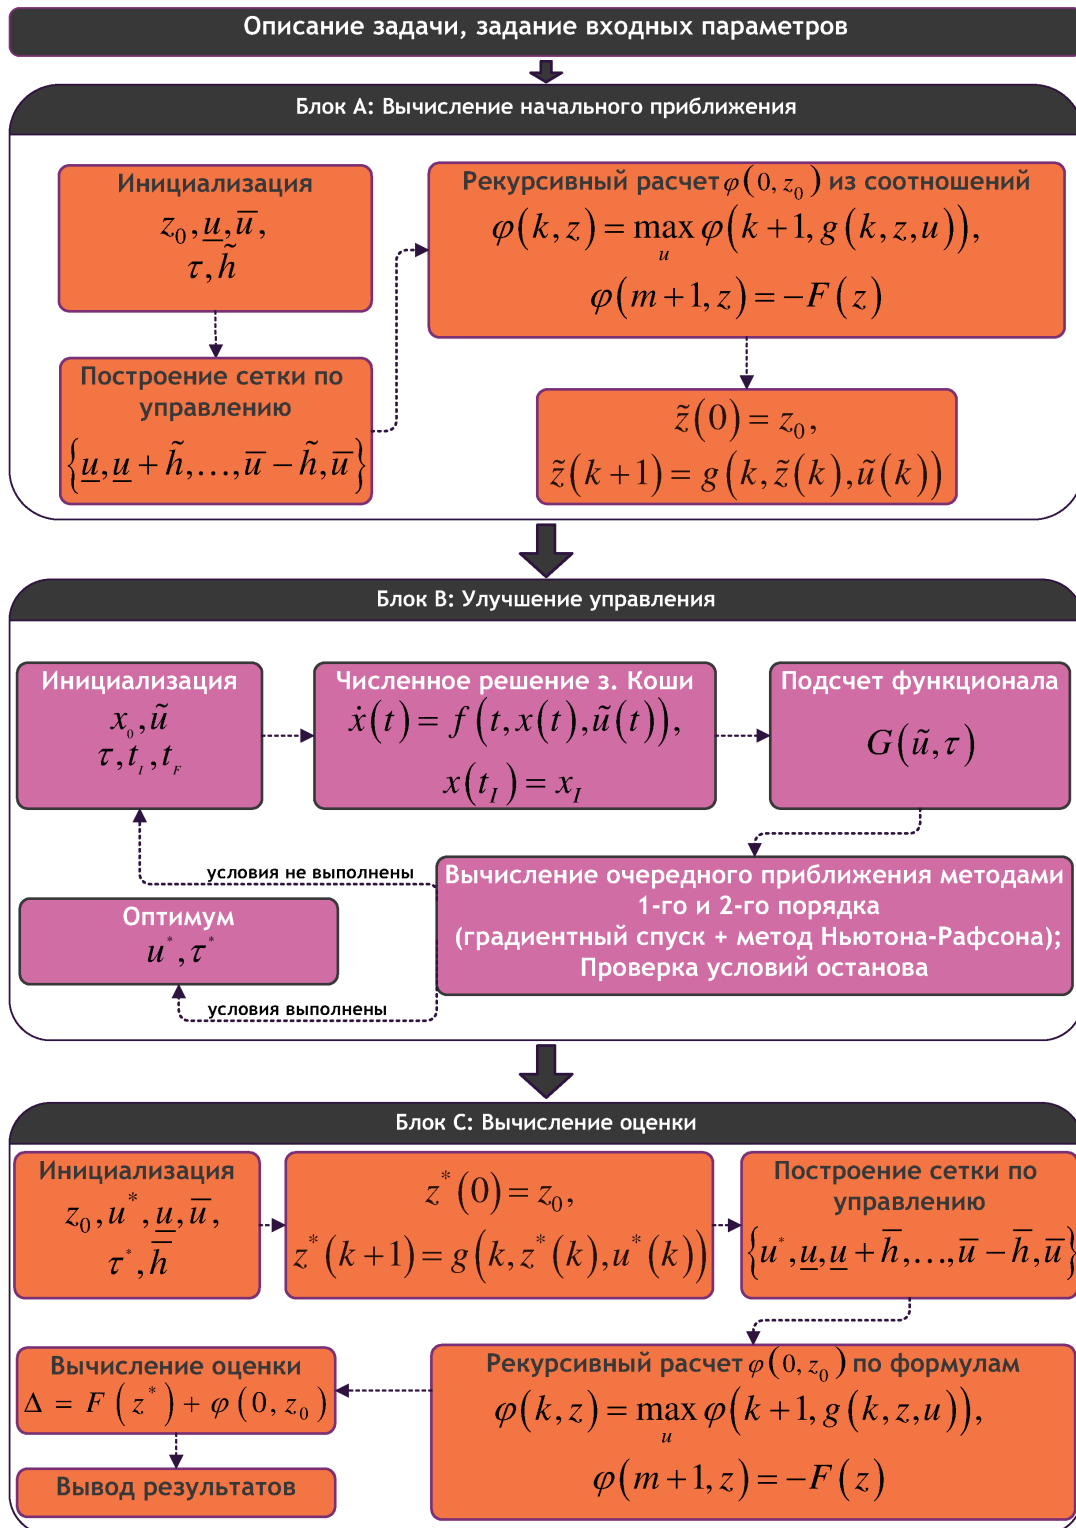 Описание задачи, задание входных параметров
Блок A: Вычисление начального приближения
Инициализация
z₀, u̲, ū,
τ, h̃
Построение сетки по
управлению
{u̲, u̲ + h̃,…, ū − h̃, ū}
Рекурсивный расчет φ(0, z₀) из соотношений
φ(k, z) = max φ(k+1, g(k, z, u)),
u
φ(m+1, z) = −F(z)
z̃(0) = z₀,
z̃(k+1) = g(k, z̃(k), ũ(k))
Блок B: Улучшение управления
Инициализация
x₀, ũ
τ, t_I, t_F
Численное решение з. Коши
ẋ(t) = f(t, x(t), ũ(t)),
x(t_I) = x_I
Подсчет функционала
G(ũ, τ)
условия не выполнены
Вычисление очередного приближения методами
1-го и 2-го порядка
(градиентный спуск + метод Ньютона-Рафсона);
Проверка условий останова
Оптимум
u*, τ*
условия выполнены
Блок C: Вычисление оценки
Инициализация
z₀, u*, u̲, ū,
τ*, h̄
z*(0) = z₀,
z*(k+1) = g(k, z*(k), u*(k))
Построение сетки по
управлению
{u*, u̲, u̲ + h̄,…, ū − h̄, ū}
Рекурсивный расчет φ(0, z₀) по формулам
φ(k, z) = max φ(k+1, g(k, z, u)),
u
φ(m+1, z) = −F(z)
Вычисление оценки
Δ = F(z*) + φ(0, z₀)
Вывод результатов